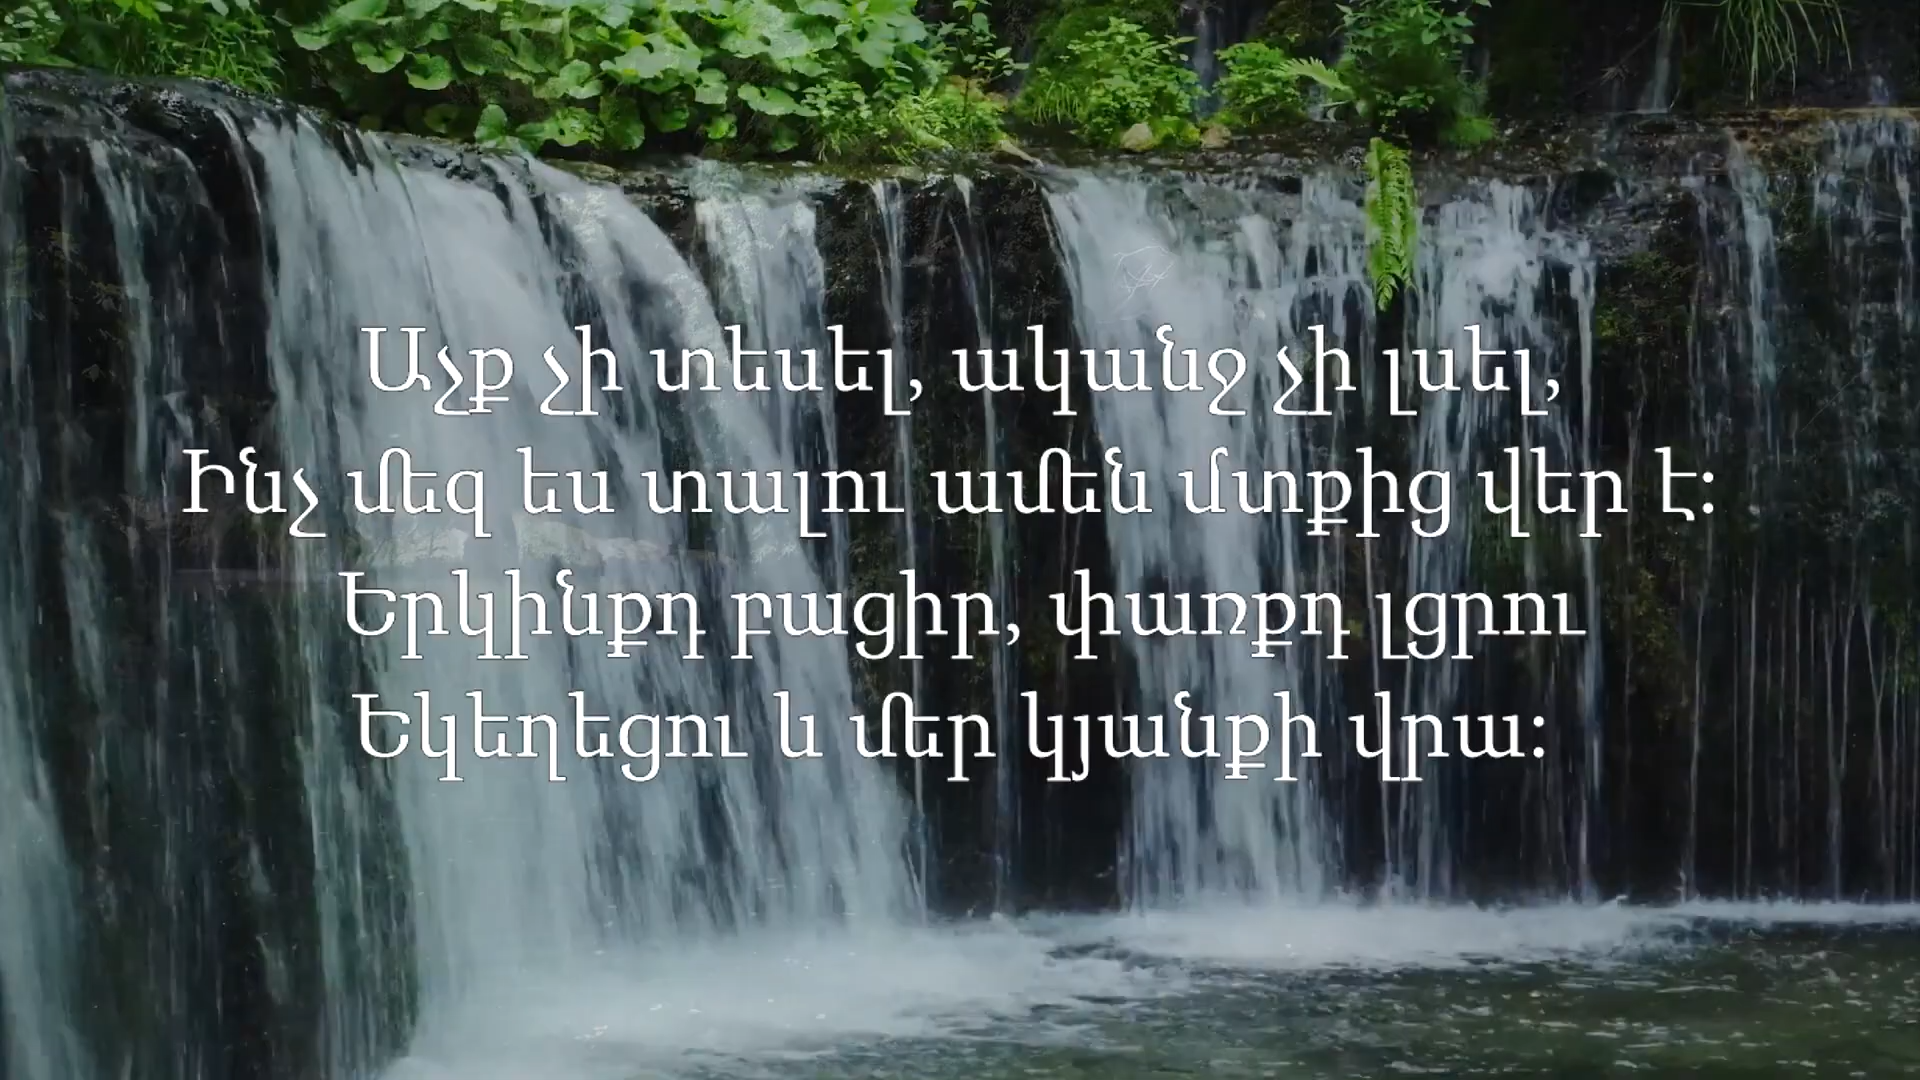 Աչք չի տեսել, ականջ չի լսել,
Ինչ մեզ ես տալու ամեն մտքից վեր է:
Երկինքդ բացիր, փառքդ լցրու
Եկեղեցու և մեր կյանքի վրա: